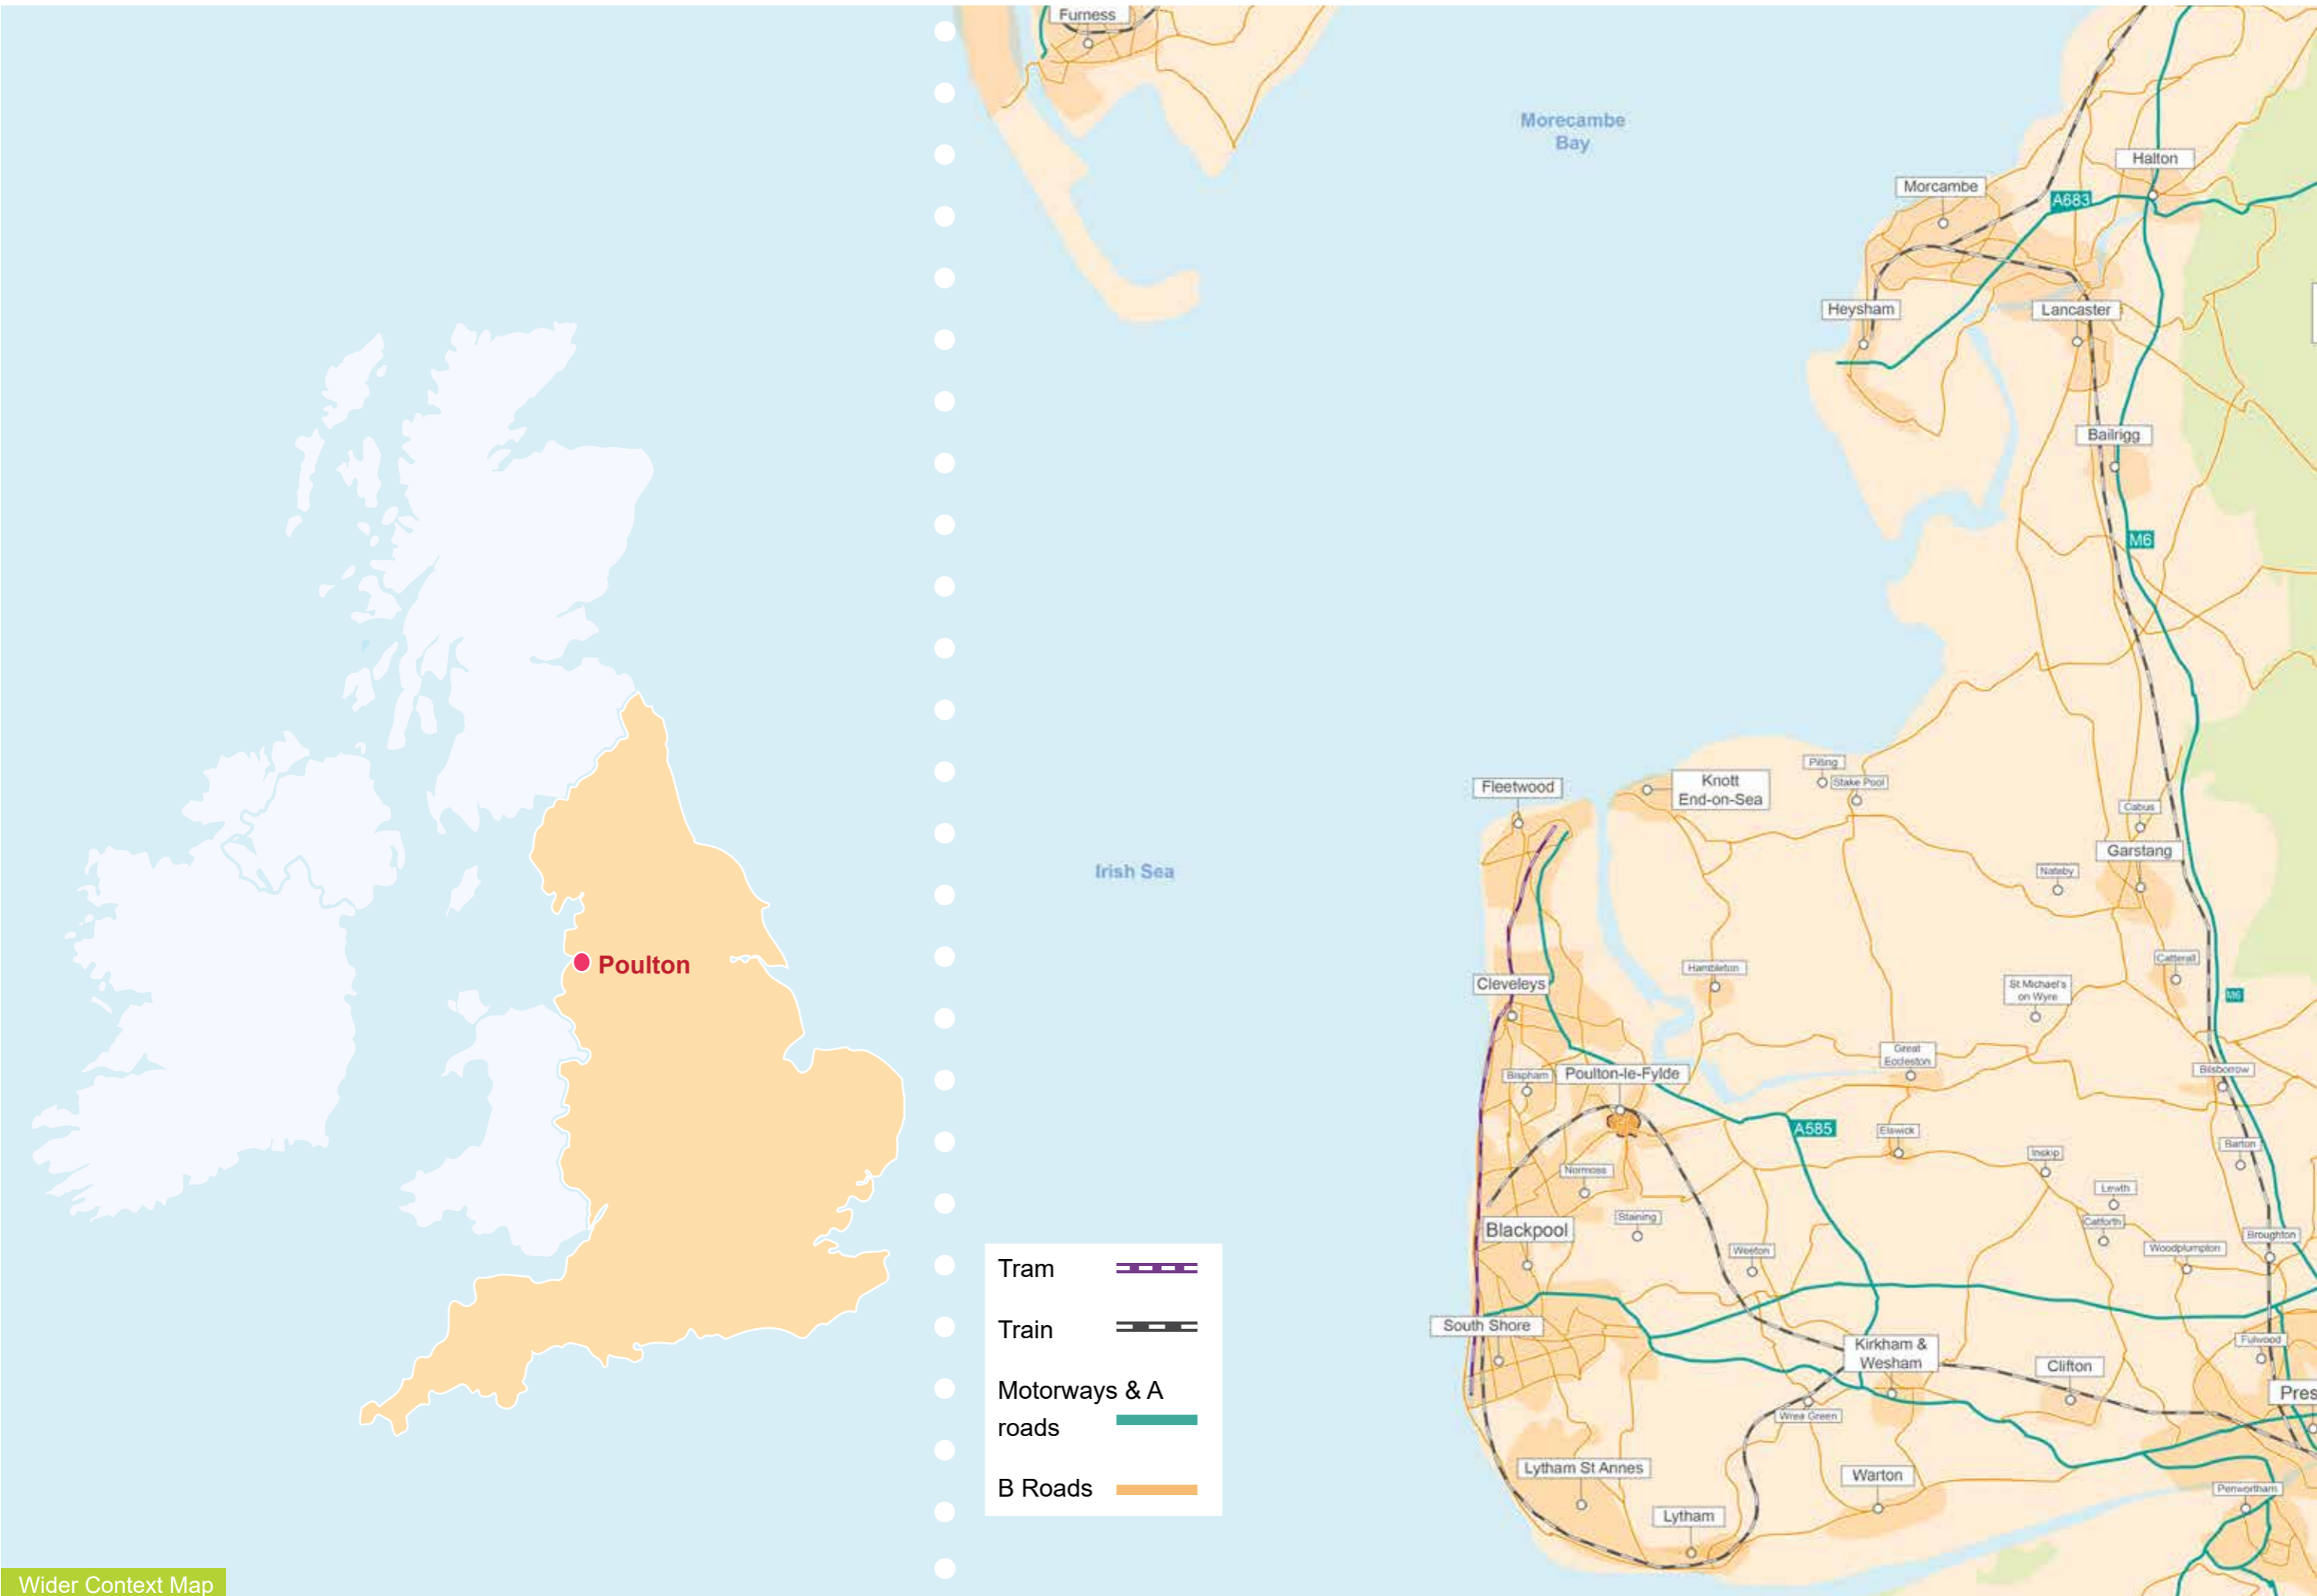 Furness
Morecambe
Bay
Halton
Morcambe
A683
Heysham
Lancaster
Bailrigg
M6
Poulton
Irish Sea
Fleetwood
Knott
End-on-Sea
Pilling
Stake Pool
Cabus
Garstang
Nateby
Hambleton
Cleveleys
St Michael's
on Wyre
Catterall
M6
Great
Eccleston
Bispham
Poulton-le-Fylde
Bilsborrow
A585
Elswick
Barton
Inskip
Normoss
Lewth
Staining
Catforth
Blackpool
Woodplumpton
Broughton
Weeton
South Shore
Kirkham &
Wesham
Clifton
Fulwood
Pres
Wrea Green
Lytham St Annes
Warton
Penwortham
Lytham
Tram
Train
Motorways & A
roads
B Roads
Wider Context Map